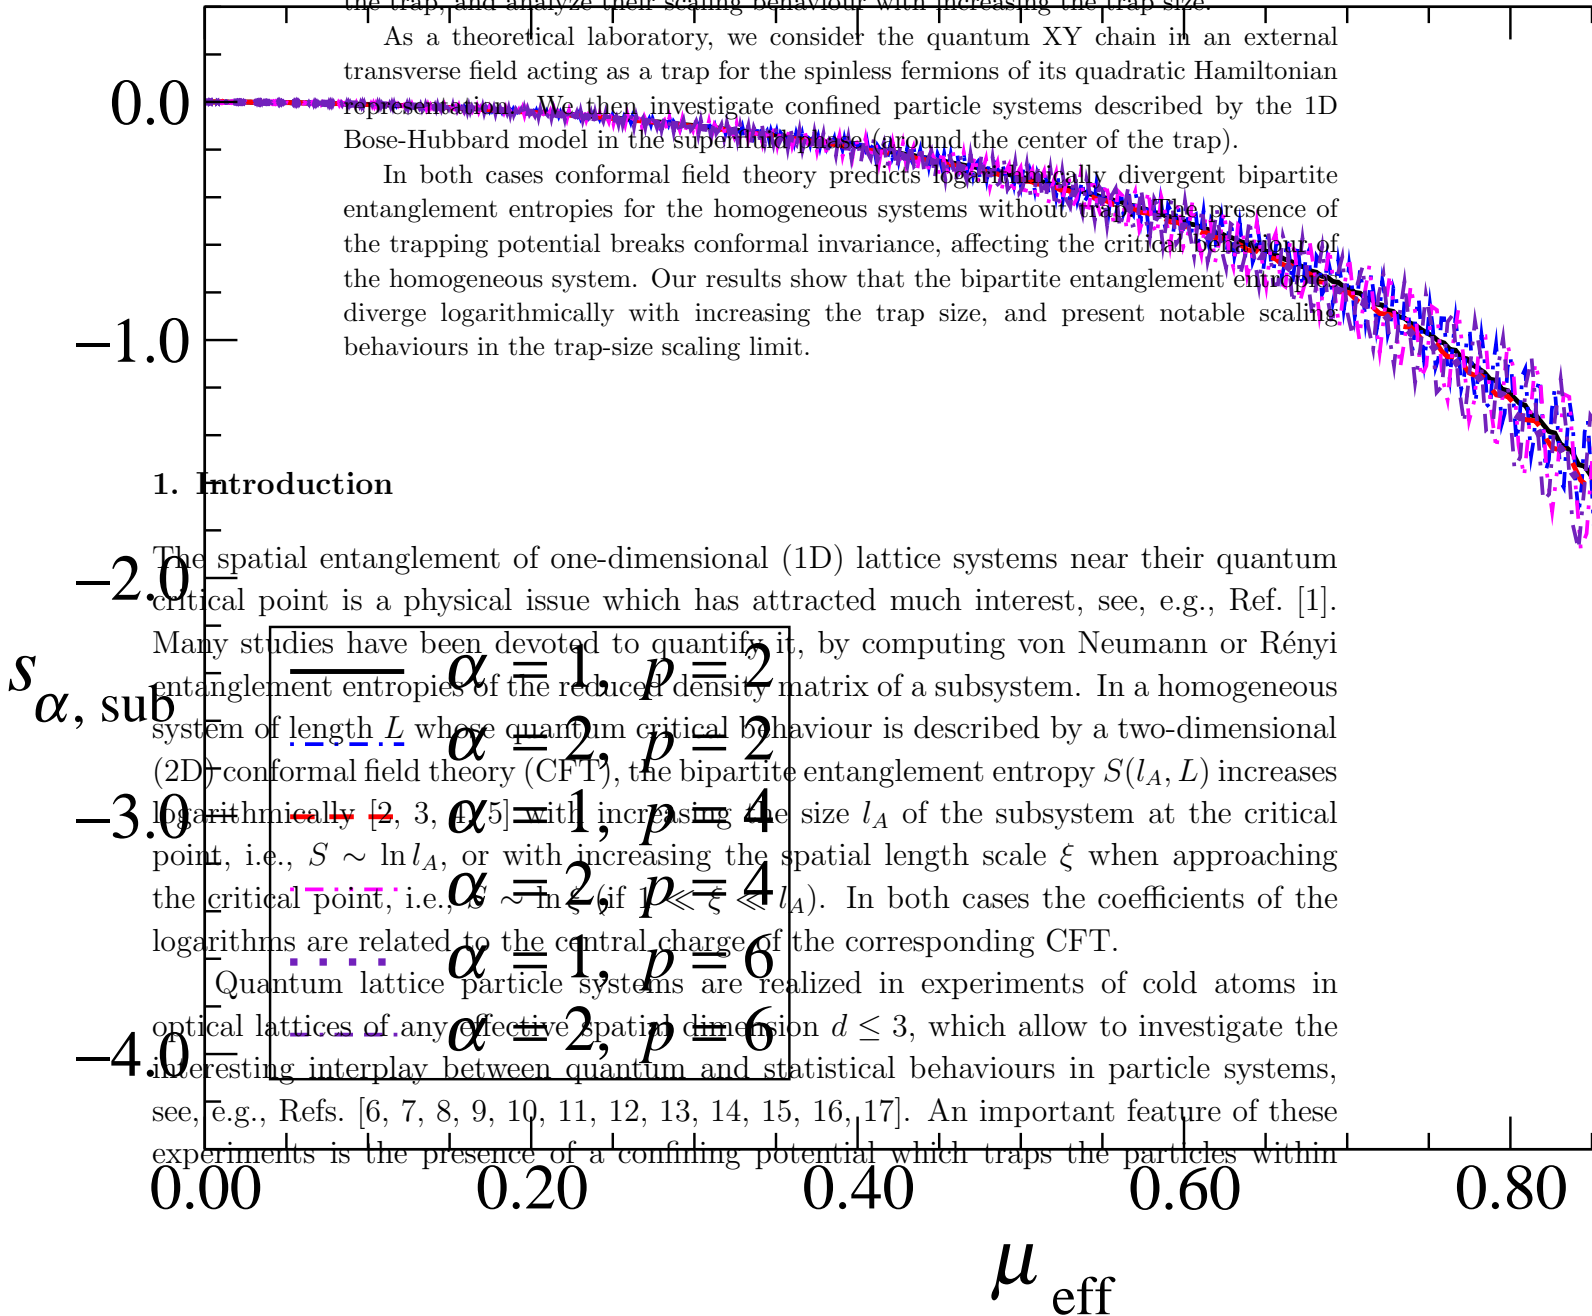 the trap, and analyze their scaling behaviour with increasing the trap size.
As a theoretical laboratory, we consider the quantum XY chain in an external
transverse field acting as a trap for the spinless fermions of its quadratic Hamiltonian
representation. We then investigate confined particle systems described by the 1D
Bose-Hubbard model in the superfluid phase (around the center of the trap).
In both cases conformal field theory predicts logarithmically divergent bipartite
entanglement entropies for the homogeneous systems without trap. The presence of
the trapping potential breaks conformal invariance, affecting the critical behaviour of
the homogeneous system. Our results show that the bipartite entanglement entropies
diverge logarithmically with increasing the trap size, and present notable scaling
behaviours in the trap-size scaling limit.
1. Introduction
The spatial entanglement of one-dimensional (1D) lattice systems near their quantum
critical point is a physical issue which has attracted much interest, see, e.g., Ref. [1].
Many studies have been devoted to quantify it, by computing von Neumann or Rényi
entanglement entropies of the reduced density matrix of a subsystem. In a homogeneous
system of length L whose quantum critical behaviour is described by a two-dimensional
(2D) conformal field theory (CFT), the bipartite entanglement entropy S(l_A, L) increases
logarithmically [2, 3, 4, 5] with increasing the size l_A of the subsystem at the critical
point, i.e., S ∼ ln l_A, or with increasing the spatial length scale ξ when approaching
the critical point, i.e., S ∼ ln ξ (if 1 ≪ ξ ≪ l_A). In both cases the coefficients of the
logarithms are related to the central charge of the corresponding CFT.
Quantum lattice particle systems are realized in experiments of cold atoms in
optical lattices of any effective spatial dimension d ≤ 3, which allow to investigate the
interesting interplay between quantum and statistical behaviours in particle systems,
see, e.g., Refs. [6, 7, 8, 9, 10, 11, 12, 13, 14, 15, 16, 17]. An important feature of these
experiments is the presence of a confining potential which traps the particles within
0.0
−1.0
−2.0
−3.0
−4.0
s α, sub
α = 1, p = 2
α = 2, p = 2
α = 1, p = 4
α = 2, p = 4
α = 1, p = 6
α = 2, p = 6
0.00 0.20 0.40 0.60 0.80
μ eff